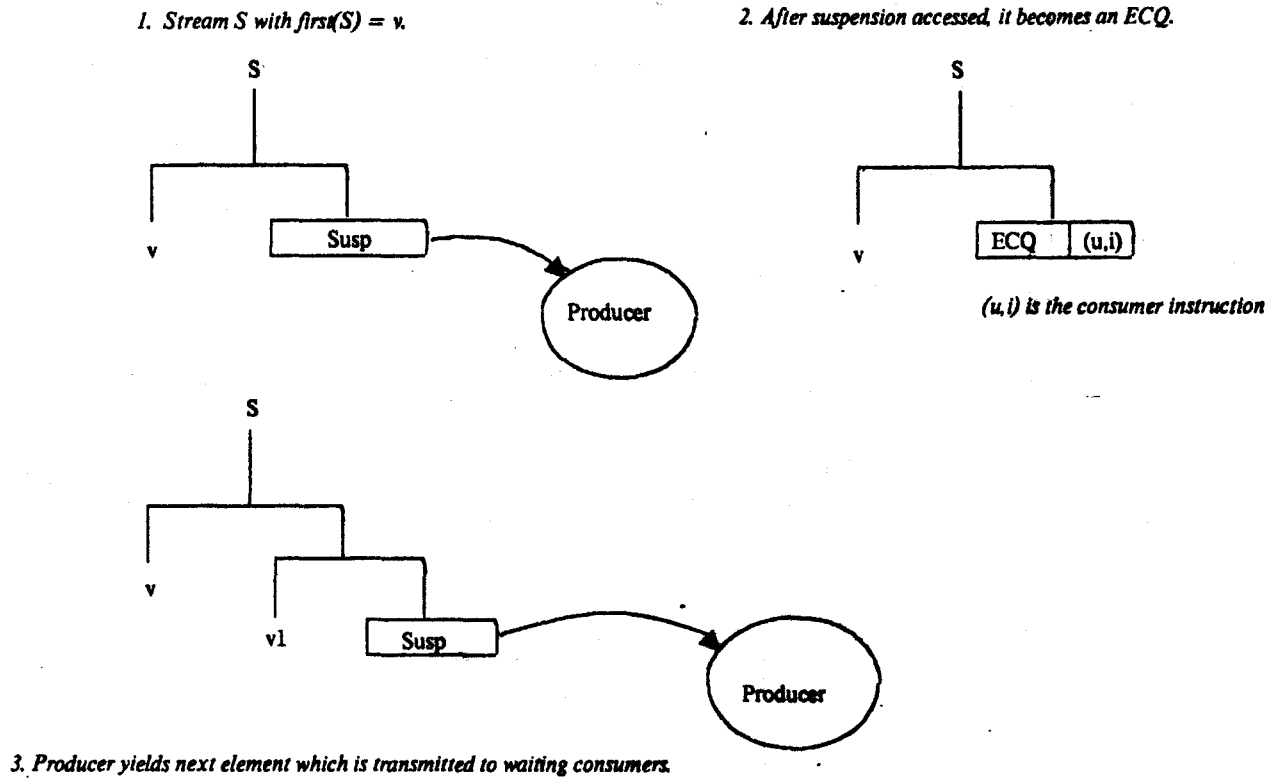 1. Stream S with first(S) = v.
2. After suspension accessed, it becomes an ECQ.
S
S
v
Susp
Producer
v
ECQ
(u,i)
(u,i) is the consumer instruction
S
v
v1
Susp
Producer
3. Producer yields next element which is transmitted to waiting consumers.